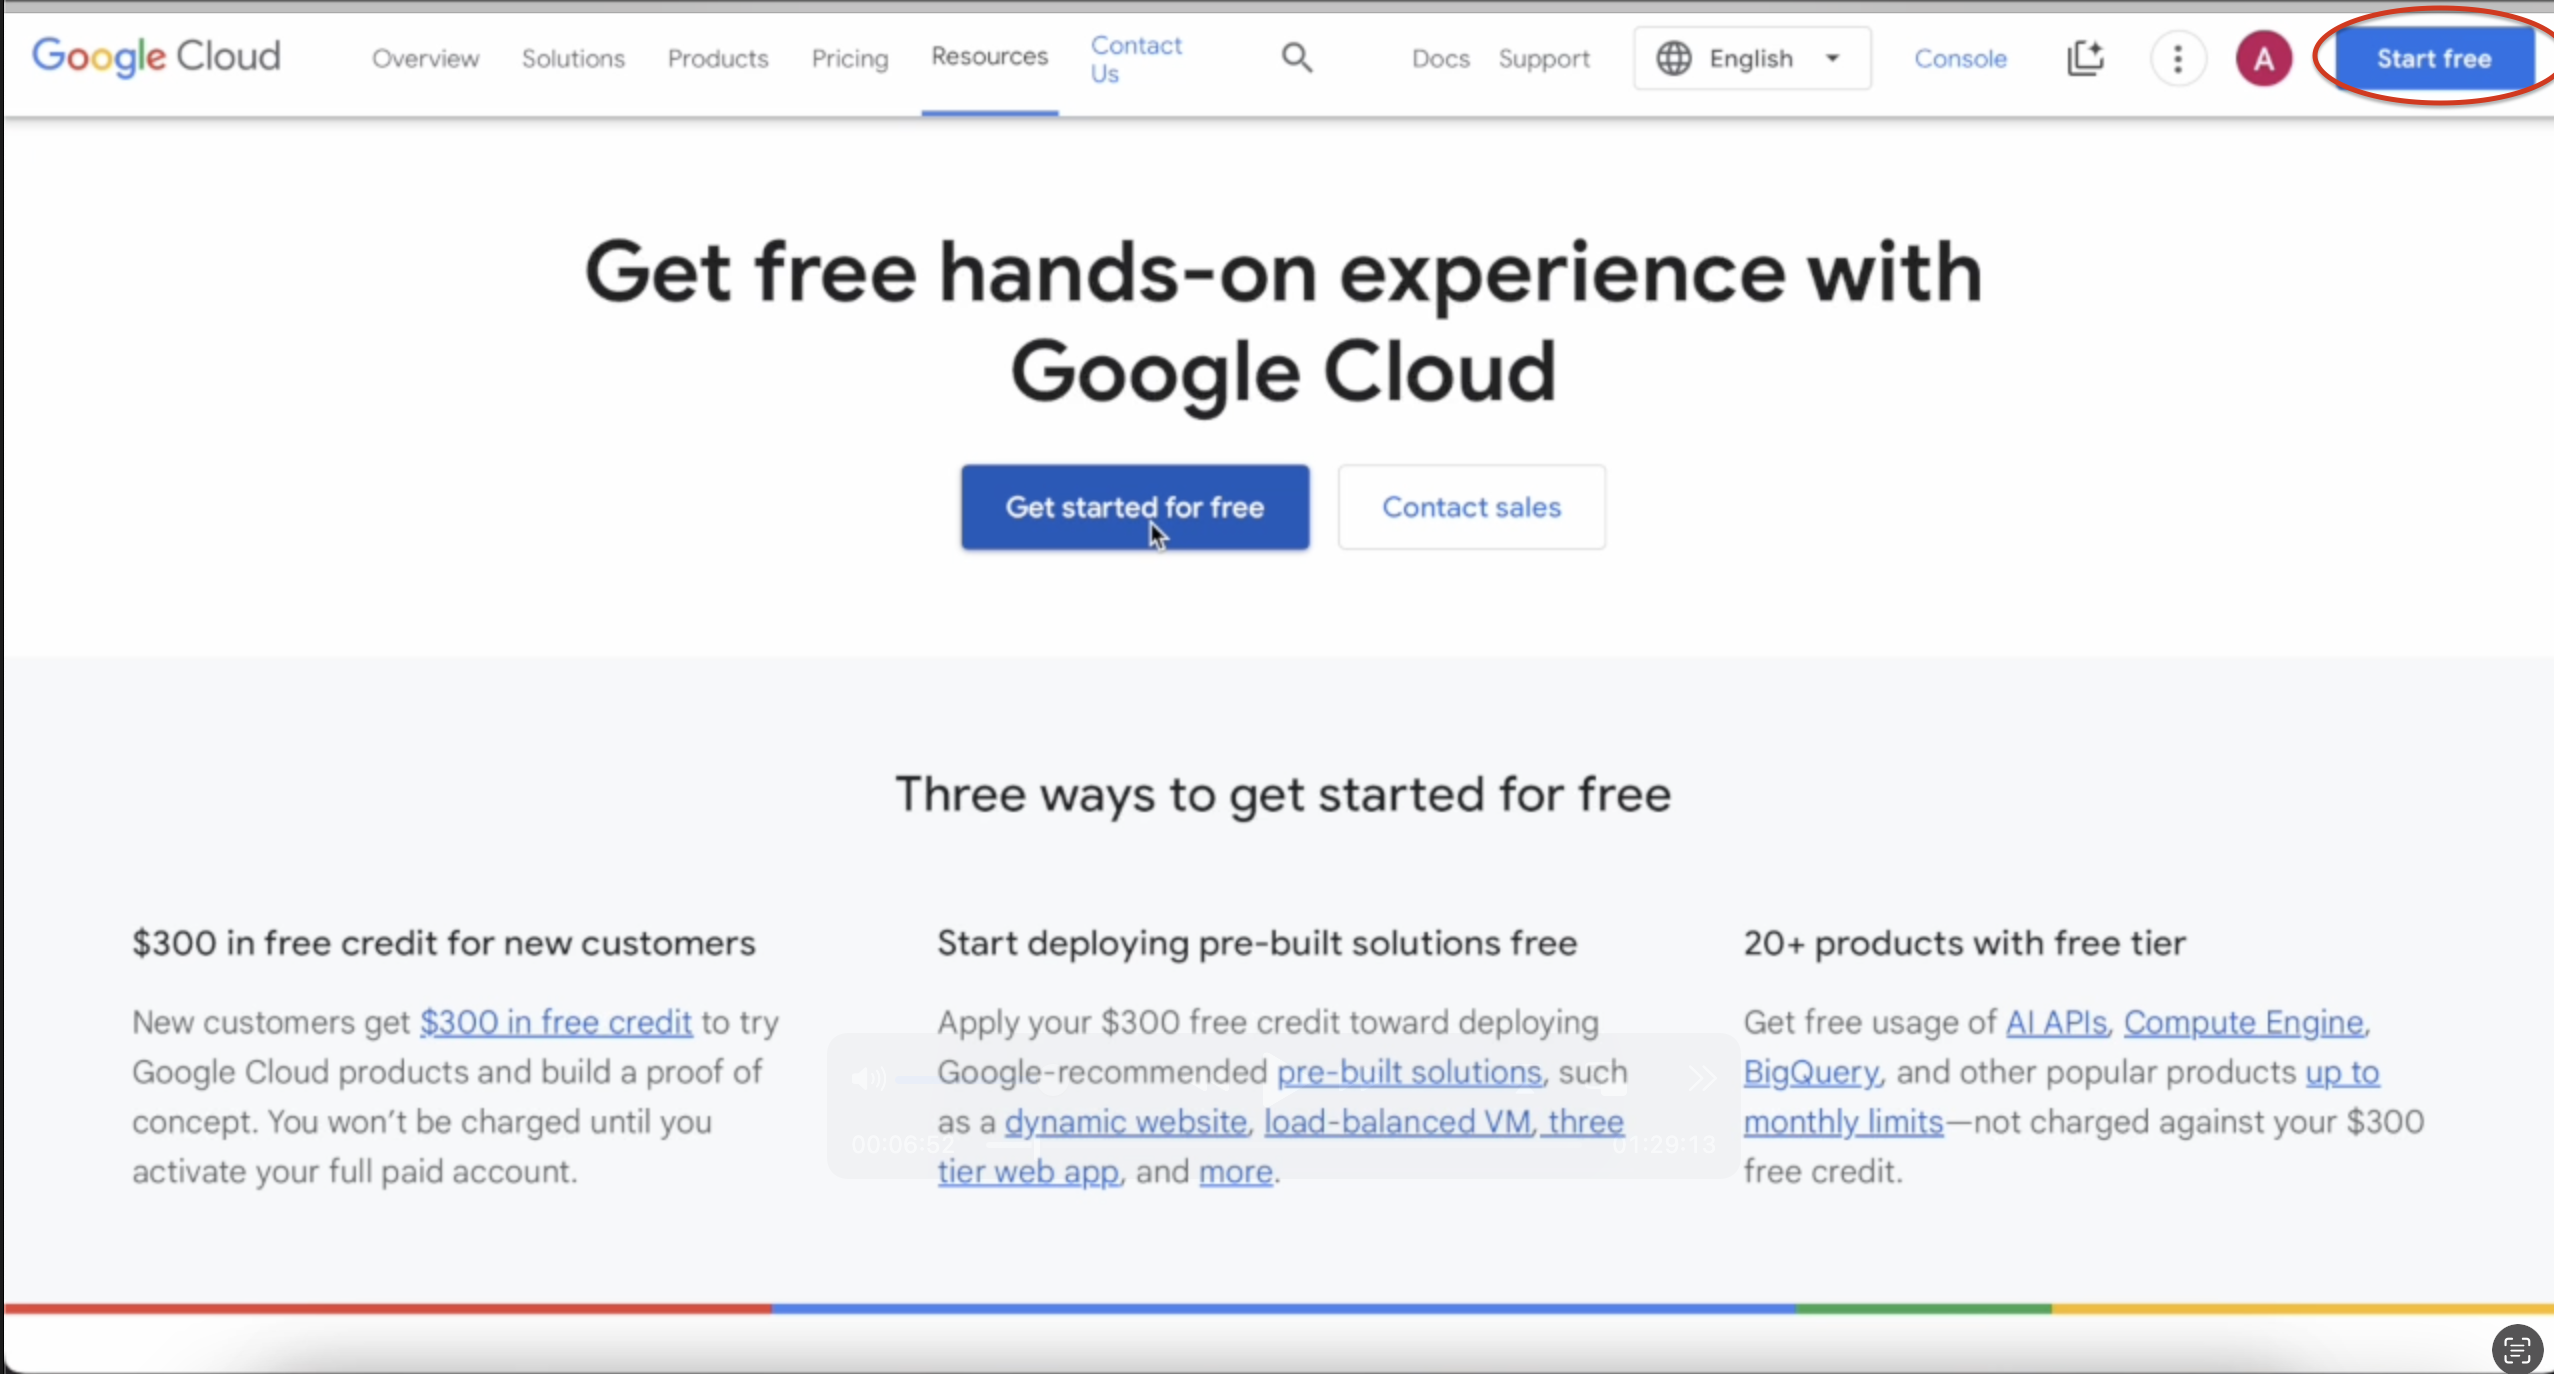 Google Cloud
Overview
Solutions
Products
Pricing
Resources
Contact
Us
Docs
Support
English
Console
A
Start free
Get free hands-on experience with
Google Cloud
Get started for free
Contact sales
Three ways to get started for free
$300 in free credit for new customers
New customers get $300 in free credit to try
Google Cloud products and build a proof of
concept. You won’t be charged until you
activate your full paid account.
Start deploying pre-built solutions free
Apply your $300 free credit toward deploying
Google-recommended pre-built solutions, such
as a dynamic website, load-balanced VM, three
tier web app, and more.
20+ products with free tier
Get free usage of AI APIs, Compute Engine,
BigQuery, and other popular products up to
monthly limits—not charged against your $300
free credit.
00:06:52
01:29:13